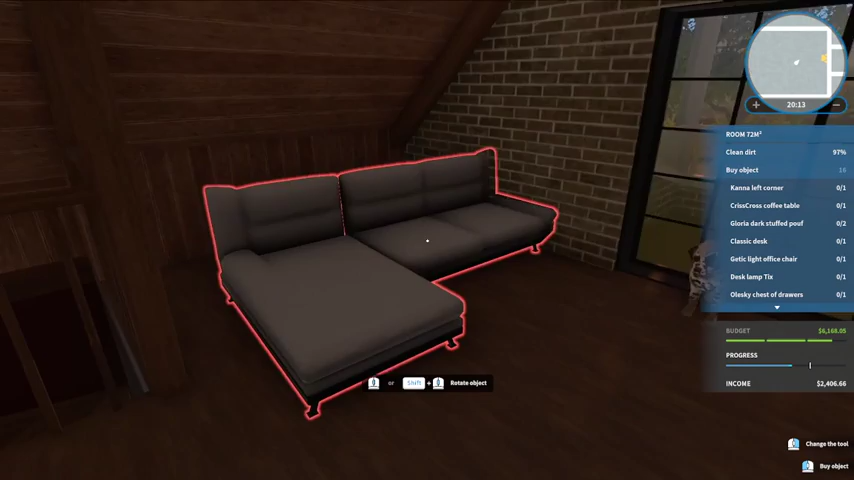 + 20:13 −
ROOM 72M²
Clean dirt 97%
Buy object 16
Kanna left corner 0/1
CrissCross coffee table 0/1
Gloria dark stuffed pouf 0/2
Classic desk 0/1
Getic light office chair 0/1
Desk lamp Tix 0/1
Olesky chest of drawers 0/1
BUDGET $6,168.05
PROGRESS
INCOME $2,406.66
or Shift + Rotate object
Change the tool
Buy object